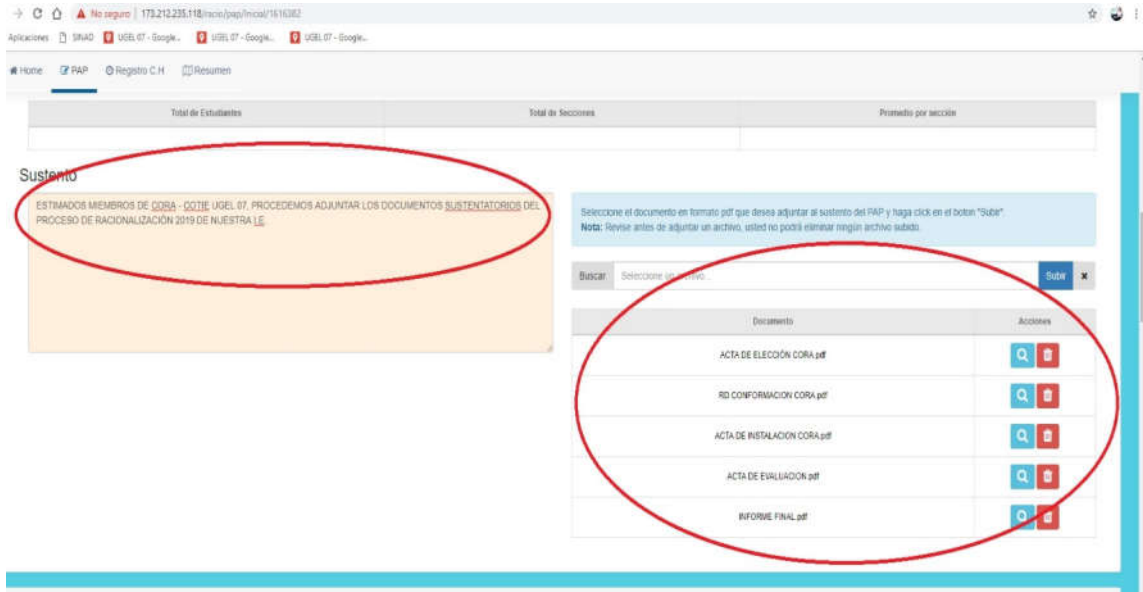 No seguro | 173.212.235.118/racio/pap/Inicial/1616382
Aplicaciones SINAD UGEL 07 - Google... UGEL 07 - Google... UGEL 07 - Google...
Home PAP Registro C.H Resumen
Total de Estudiantes Total de Secciones Promedio por sección
Sustento
ESTIMADOS MIEMBROS DE CORA - COTIE UGEL 07, PROCEDEMOS ADJUNTAR LOS DOCUMENTOS SUSTENTATORIOS DEL
PROCESO DE RACIONALIZACIÓN 2019 DE NUESTRA I.E.
Seleccione el documento en formato pdf que desea adjuntar al sustento del PAP y haga click en el boton "Subir".
Nota: Revise antes de adjuntar un archivo, usted no podrá eliminar ningún archivo subido.
Buscar Seleccione un archivo... Subir
Documento Acciones
ACTA DE ELECCIÓN CORA.pdf
RD CONFORMACION CORA.pdf
ACTA DE INSTALACION CORA.pdf
ACTA DE EVALUACION.pdf
INFORME FINAL.pdf